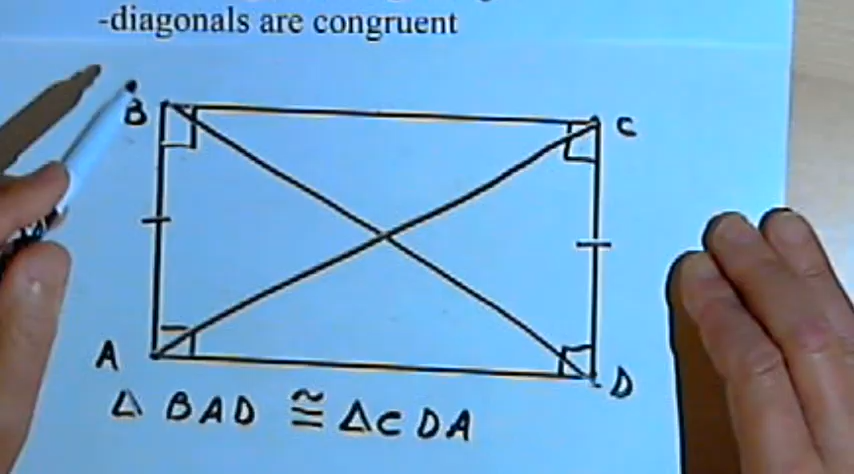 -diagonals are congruent
B
C
A
D
△ BAD ≅ △CDA